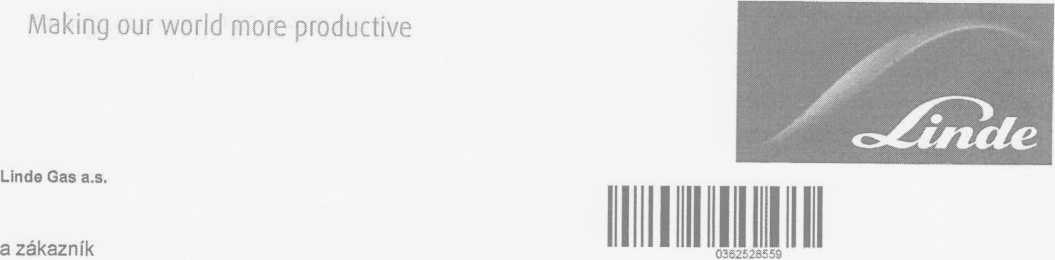 Making our world more productive
Linde
Linde Gas a.s.
0362528559
a zákazník